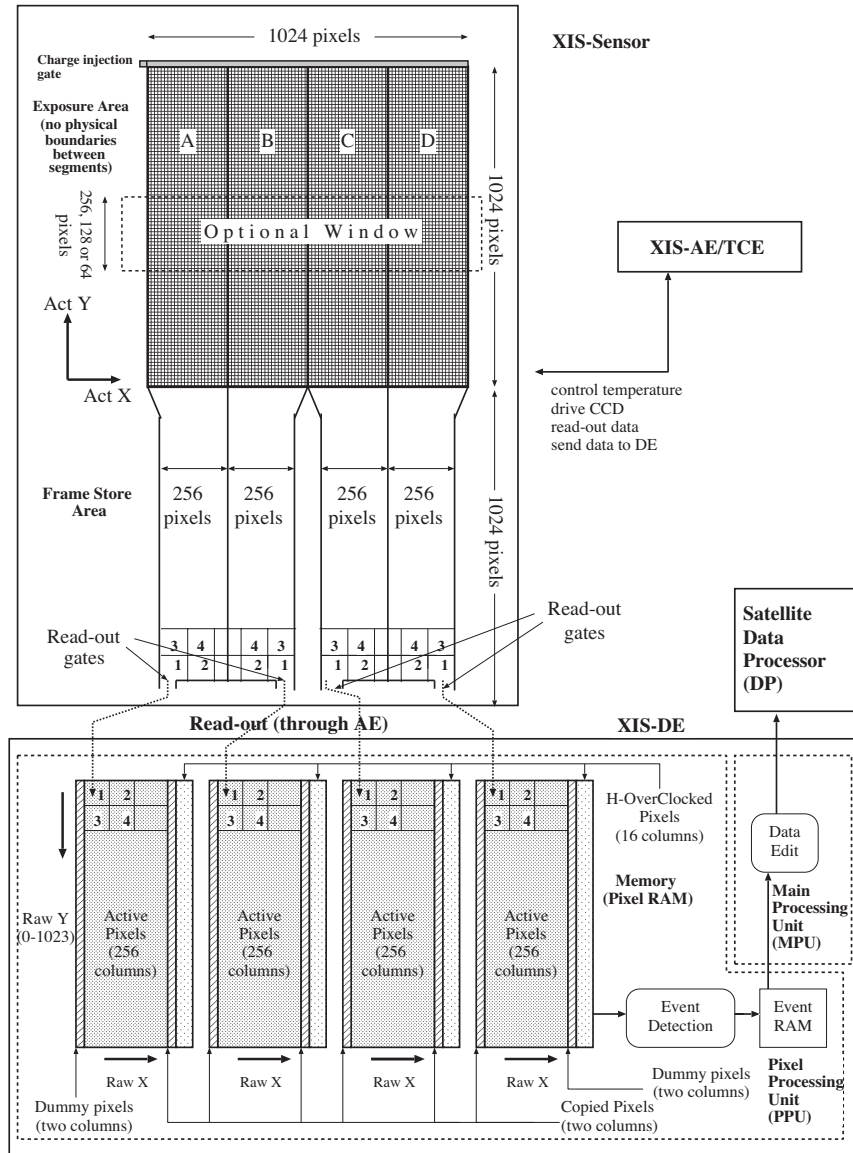 1024 pixels
XIS-Sensor
Charge injection
gate
Exposure Area
(no physical
boundaries
between
segments)
A
B
C
D
256, 128 or 64
pixels
Optional Window
1024 pixels
XIS-AE/TCE
Act Y
Act X
control temperature
drive CCD
read-out data
send data to DE
Frame Store
Area
256
pixels
256
pixels
256
pixels
256
pixels
1024 pixels
Read-out
gates
3 4 4 3
1 2 2 1
3 4 4 3
1 2 2 1
Read-out
gates
Satellite
Data
Processor
(DP)
Read-out (through AE)
XIS-DE
1 2
3 4
1 2
3 4
1 2
3 4
1 2
3 4
H-OverClocked
Pixels
(16 columns)
Data
Edit
Memory
(Pixel RAM)
Main
Processing
Unit
(MPU)
Raw Y
(0-1023)
Active
Pixels
(256
columns)
Active
Pixels
(256
columns)
Active
Pixels
(256
columns)
Active
Pixels
(256
columns)
Event
Detection
Event
RAM
Raw X
Raw X
Raw X
Raw X
Dummy pixels
(two columns)
Copied Pixels
(two columns)
Dummy pixels
(two columns)
Pixel
Processing
Unit
(PPU)